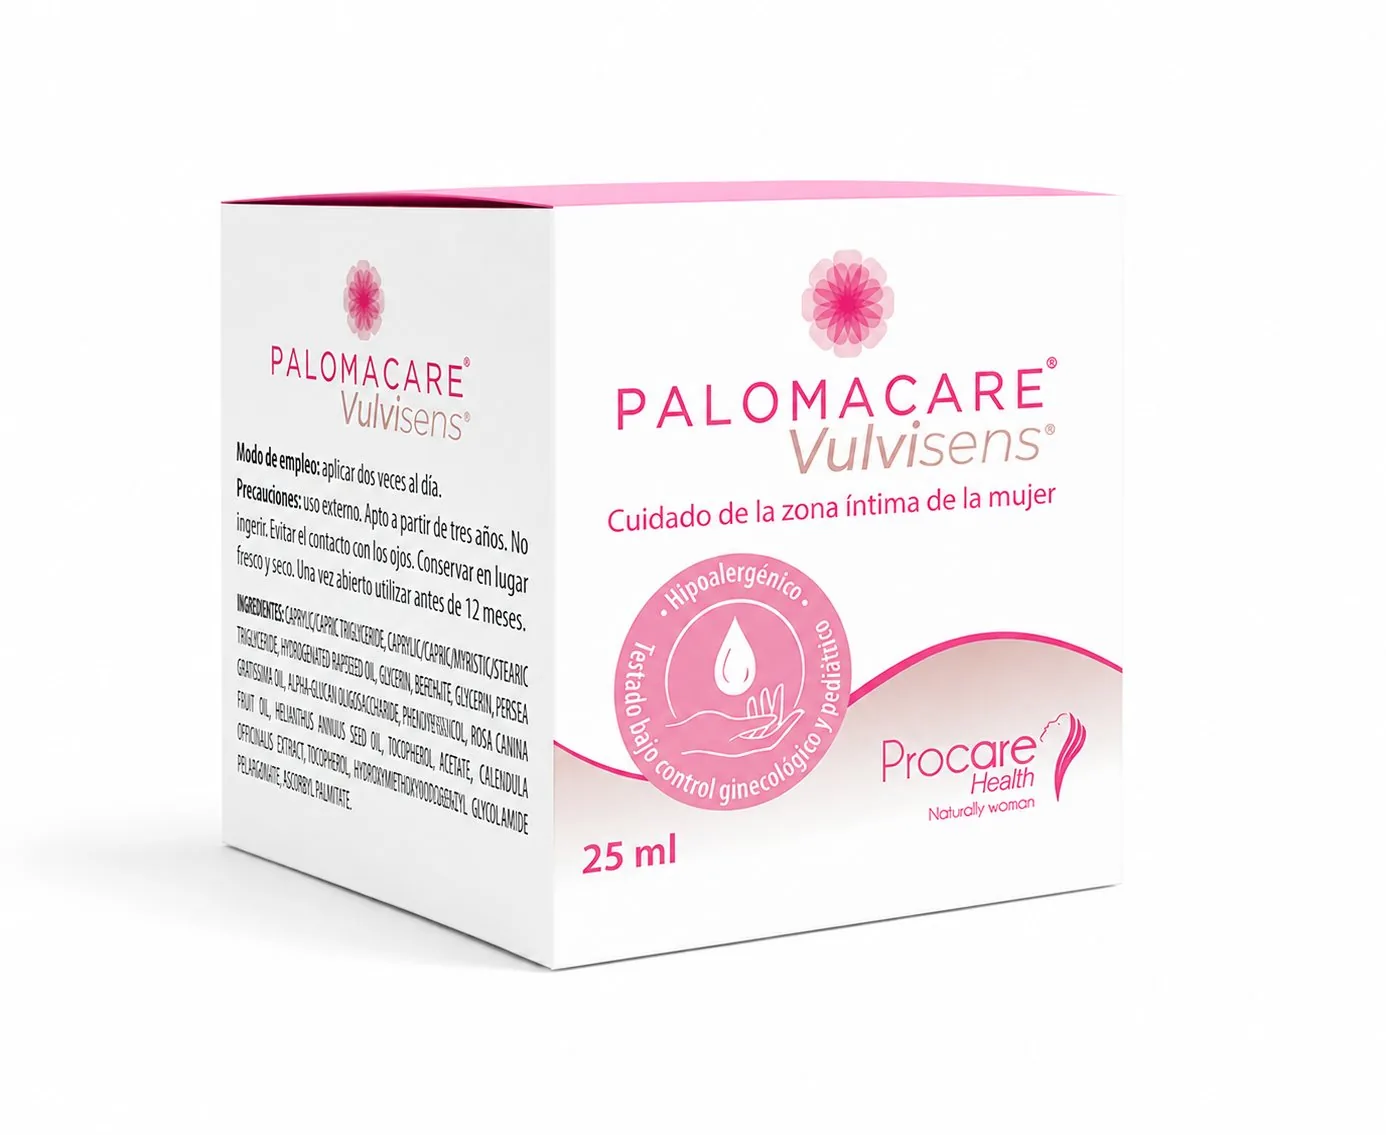 PALOMACARE®
Vulvisens®
Modo de empleo: aplicar dos veces al día.
Precauciones: uso externo. Apto a partir de tres años. No
ingerir. Evitar el contacto con los ojos. Conservar en lugar
fresco y seco. Una vez abierto utilizar antes de 12 meses.
INGREDIENTES: CAPRYLIC/CAPRIC TRIGLYCERIDE, CAPRYLIC/CAPRIC/MYRISTIC/STEARIC
TRIGLYCERIDE, HYDROGENATED OIL, GLYCERIN, GLYCERIN, PERSEA
GRATISSIMA OIL, ALPHA-GLUCAN OLIGOSACCHARIDE, ROSA CANINA
FRUIT OIL, HELIANTHUS ANNUUS SEED OIL, TOCOPHEROL, ACETATE, CALENDULA
OFFICINALIS EXTRACT, TOCOPHEROL, GLYCOLAMIDE
ASCORBYL PALMITATE.
PALOMACARE®
Vulvisens®
Cuidado de la zona íntima de la mujer
• Hipoalergénico •
Testado bajo control ginecológico y pediátrico
Procare
Health
Naturally woman
25 ml